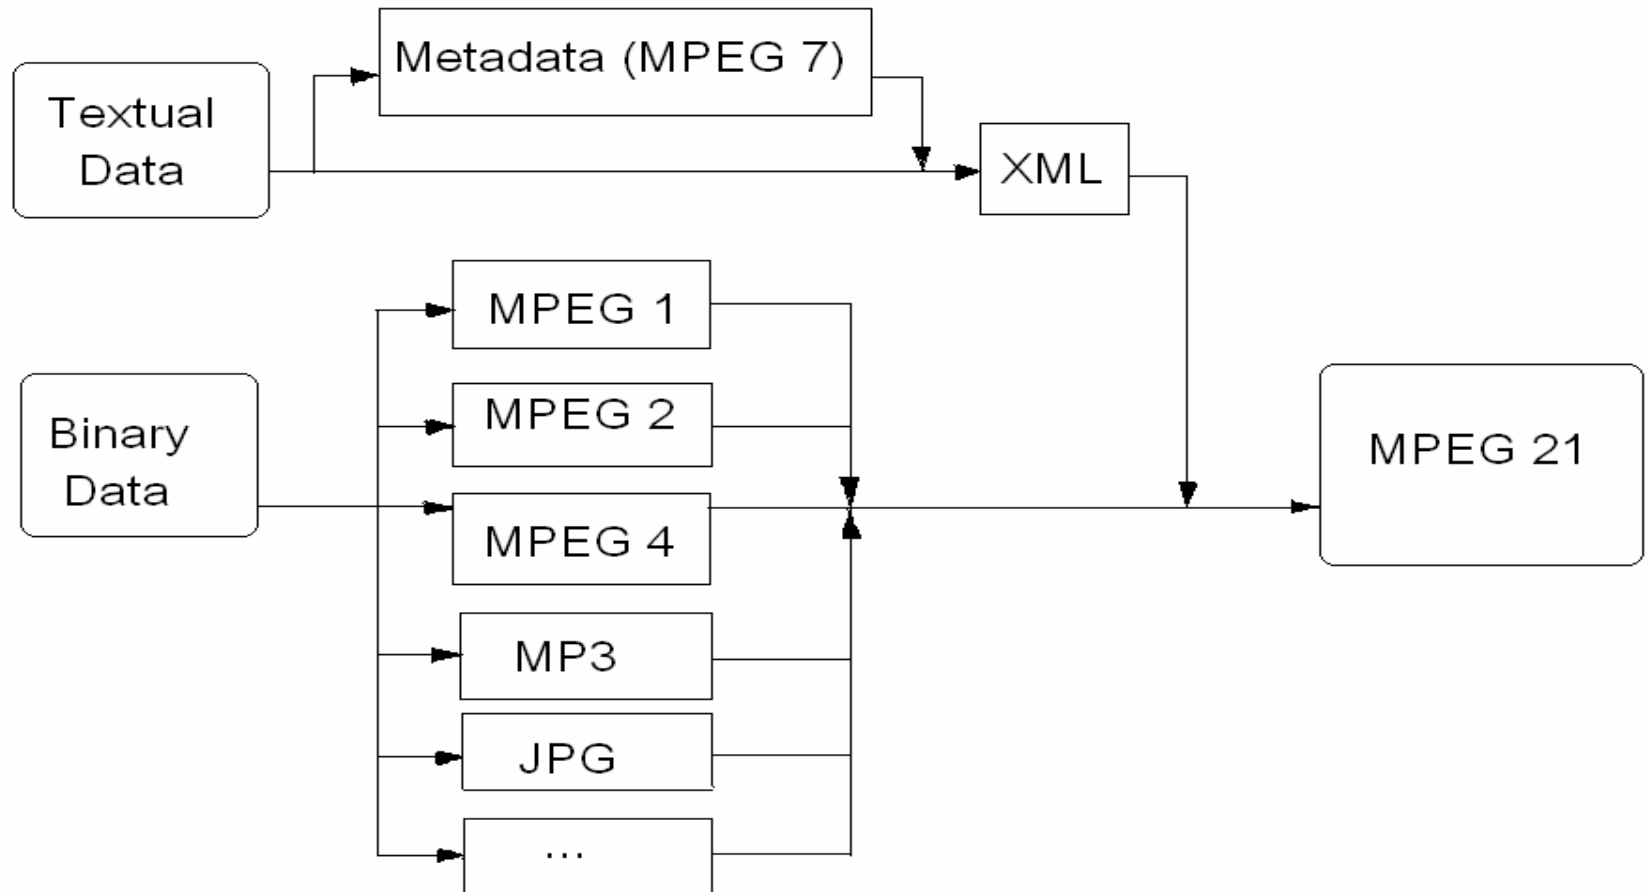 Metadata (MPEG 7)
Textual
Data
XML
MPEG 1
MPEG 2
Binary
Data
MPEG 4
MPEG 21
MP3
JPG
...